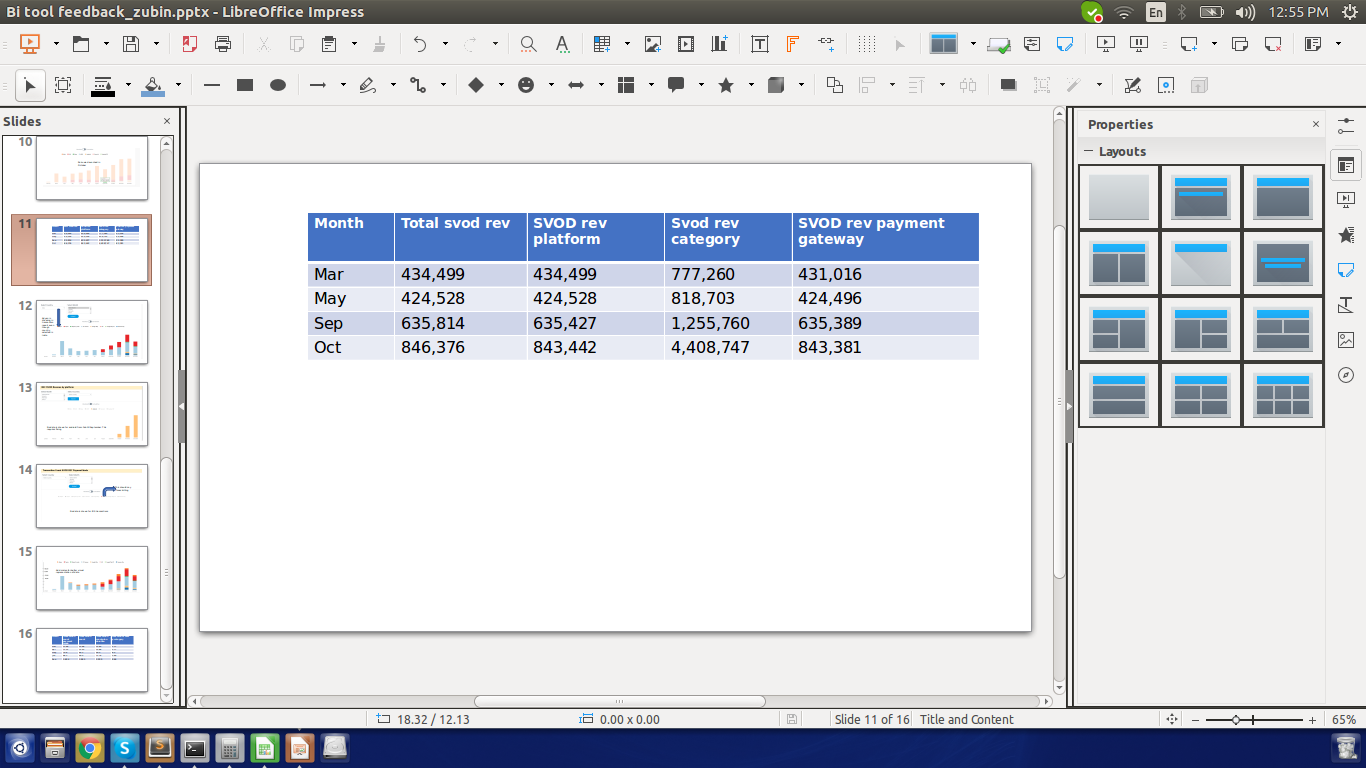 Bi tool feedback_zubin.pptx - LibreOffice Impress
En
12:55 PM
Slides
Properties
Layouts
10
11
12
13
14
15
16
Month Total svod rev SVOD rev platform Svod rev category SVOD rev payment gateway
Mar 434,499 434,499 777,260 431,016
May 424,528 424,528 818,703 424,496
Sep 635,814 635,427 1,255,760 635,389
Oct 846,376 843,442 4,408,747 843,381
18.32 / 12.13
0.00 x 0.00
Slide 11 of 16
Title and Content
65%